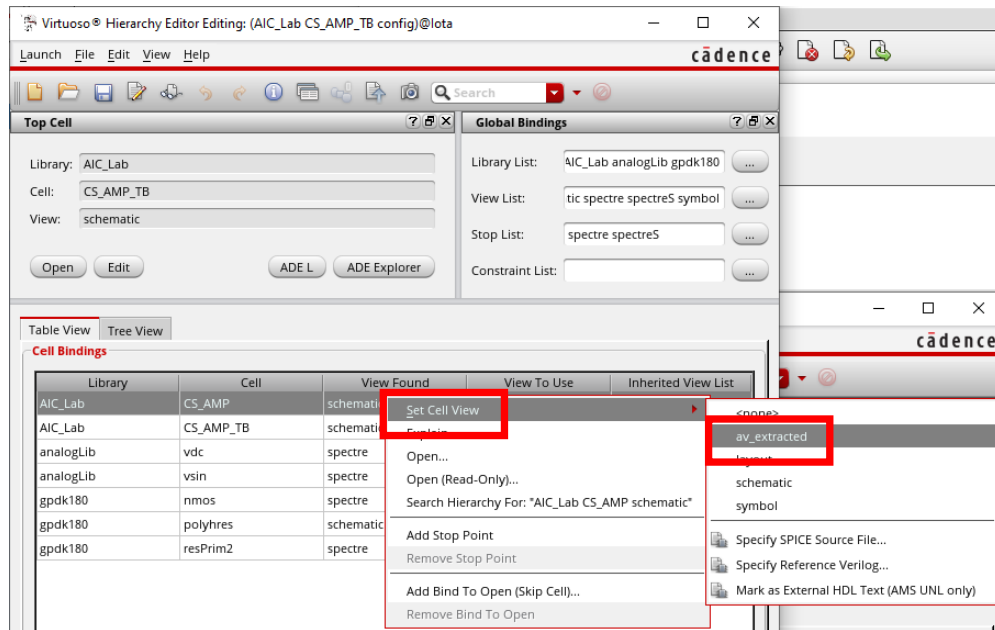 Virtuoso® Hierarchy Editor Editing: (AIC_Lab CS_AMP_TB config)@lota
Launch File Edit View Help
cādence
Search
Top Cell
Library: AIC_Lab
Cell: CS_AMP_TB
View: schematic
Open Edit ADE L ADE Explorer
Global Bindings
Library List: AIC_Lab analogLib gpdk180 ...
View List: tic spectre spectreS symbol ...
Stop List: spectre spectreS ...
Constraint List: ...
cādence
Table View Tree View
Cell Bindings
Library Cell View Found View To Use Inherited View List
AIC_Lab CS_AMP schemati
AIC_Lab CS_AMP_TB schemati
analogLib vdc spectre
analogLib vsin spectre
gpdk180 nmos spectre
gpdk180 polyhres schematic
gpdk180 resPrim2 spectre
Set Cell View
Explain
Open...
Open (Read-Only)...
Search Hierarchy For: "AIC_Lab CS_AMP schematic"
Add Stop Point
Remove Stop Point
Add Bind To Open (Skip Cell)...
Remove Bind To Open
<none>
av_extracted
layout
schematic
symbol
Specify SPICE Source File...
Specify Reference Verilog...
Mark as External HDL Text (AMS UNL only)